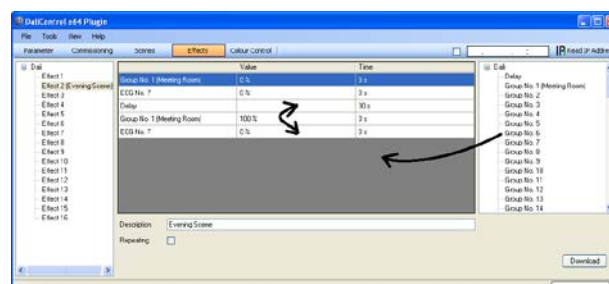 DaliControl e64 Plugin
File Tools View Help
Parameter Commissioning Scenes Effects Colour Control Read IP Addre
Dali
Effect 1
Effect 2 (Evening Scene)
Effect 3
Effect 4
Effect 5
Effect 6
Effect 7
Effect 8
Effect 9
Effect 10
Effect 11
Effect 12
Effect 13
Effect 14
Effect 15
Effect 16
Value Time
Group No. 1 (Meeting Room) 0 % 3 s
ECG No. 7 0 % 3 s
Delay 30 s
Group No. 1 (Meeting Room) 100 % 3 s
ECG No. 7 0 % 3 s
Description Evening Scene
Repeating
Dali
Delay
Group No. 1 (Meeting Room)
Group No. 2
Group No. 3
Group No. 4
Group No. 5
Group No. 6
Group No. 7
Group No. 8
Group No. 9
Group No. 10
Group No. 11
Group No. 12
Group No. 13
Group No. 14
Download